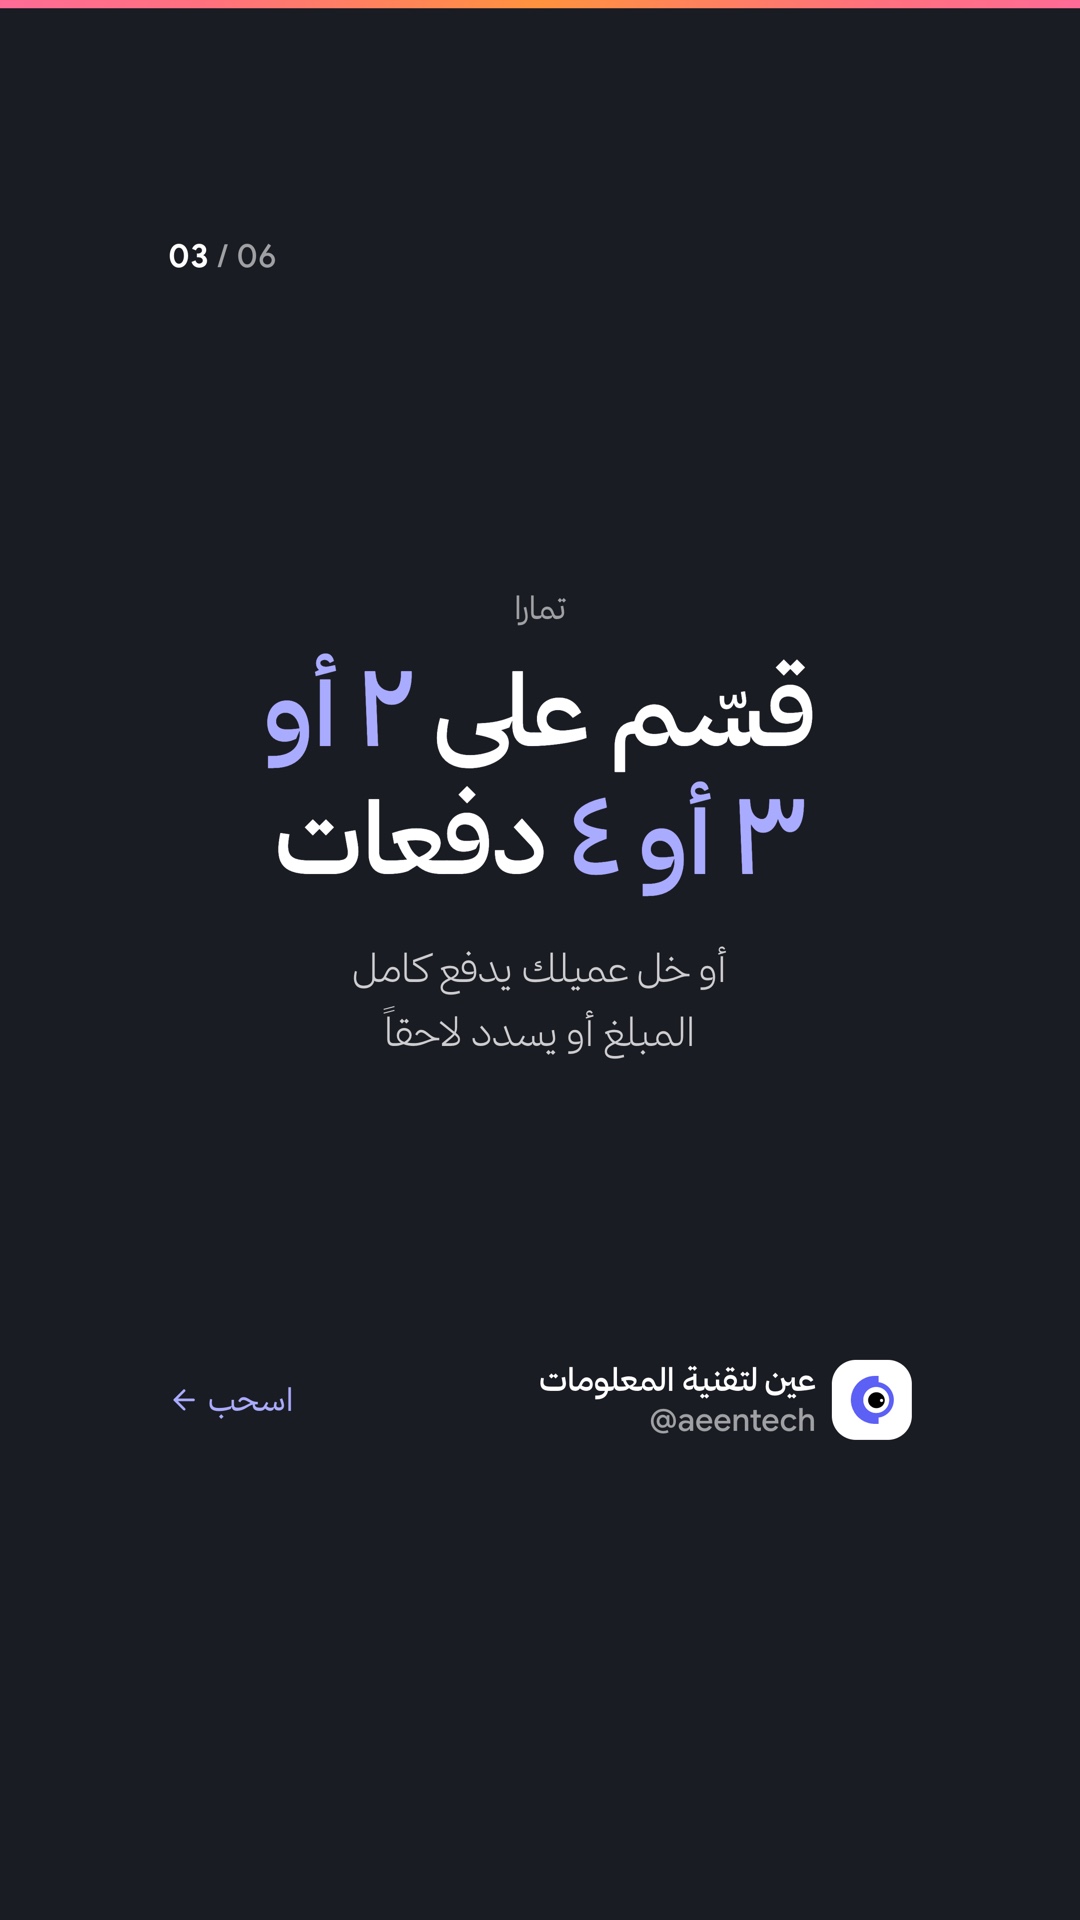 03 / 06
تمارا
قسّم على ٢ أو
٣ أو ٤ دفعات
أو خل عميلك يدفع كامل
المبلغ أو يسدد لاحقاً
عين لتقنية المعلومات
@aeentech
اسحب ←